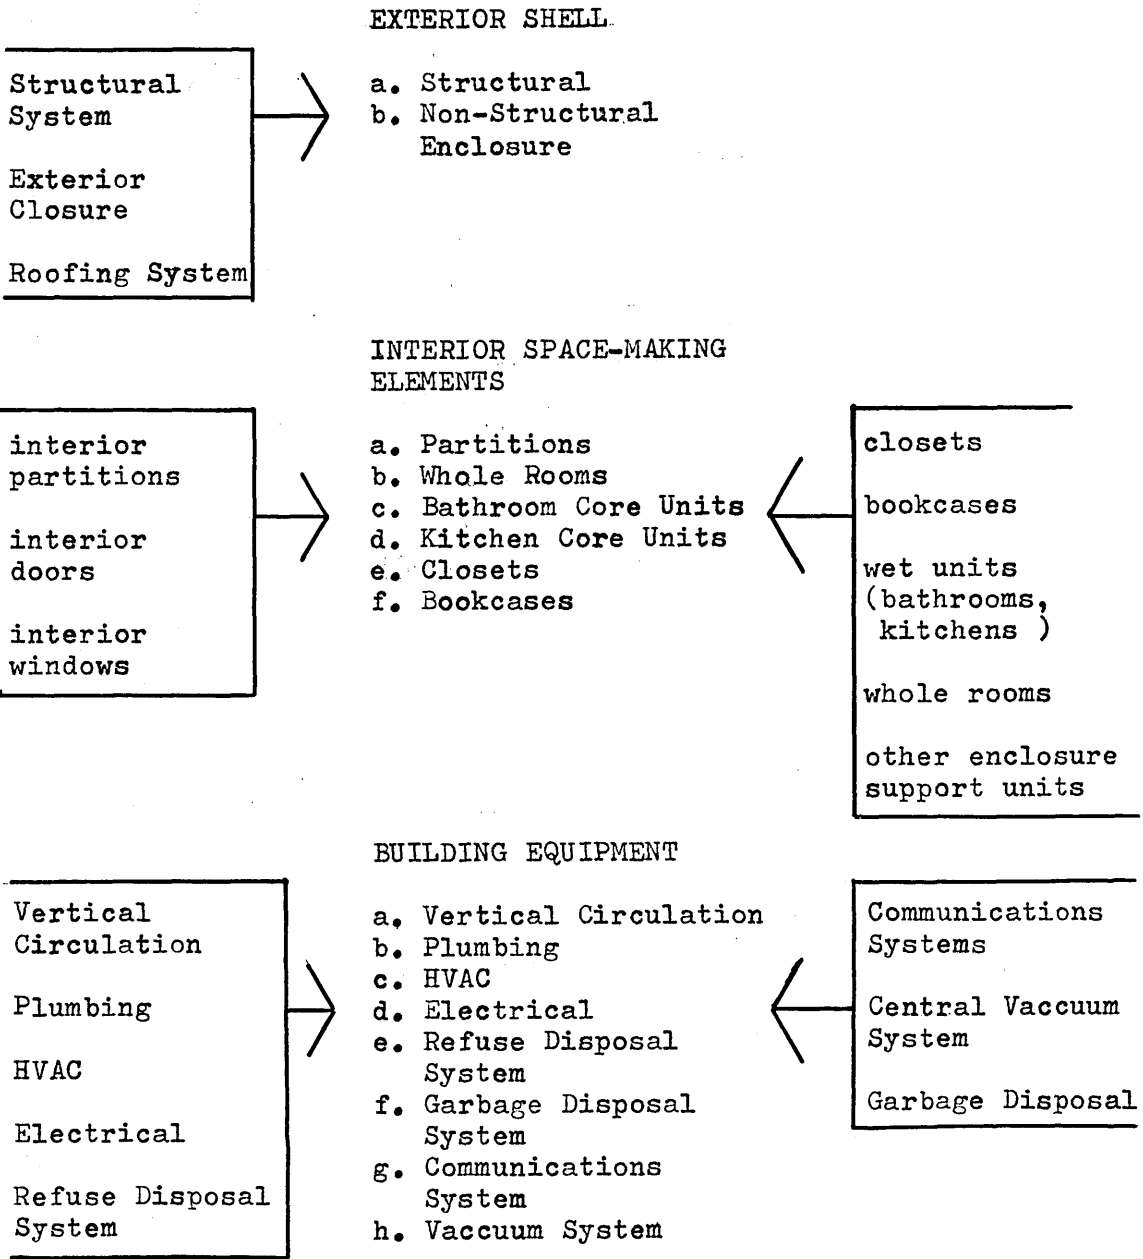 EXTERIOR SHELL
Structural
System
Exterior
Closure
Roofing System
a. Structural
b. Non-Structural
Enclosure
INTERIOR SPACE-MAKING
ELEMENTS
interior
partitions
interior
doors
interior
windows
a. Partitions
b. Whole Rooms
c. Bathroom Core Units
d. Kitchen Core Units
e. Closets
f. Bookcases
closets
bookcases
wet units
(bathrooms,
kitchens )
whole rooms
other enclosure
support units
BUILDING EQUIPMENT
Vertical
Circulation
Plumbing
HVAC
Electrical
Refuse Disposal
System
a. Vertical Circulation
b. Plumbing
c. HVAC
d. Electrical
e. Refuse Disposal
System
f. Garbage Disposal
System
g. Communications
System
h. Vaccuum System
Communications
Systems
Central Vaccuum
System
Garbage Disposal